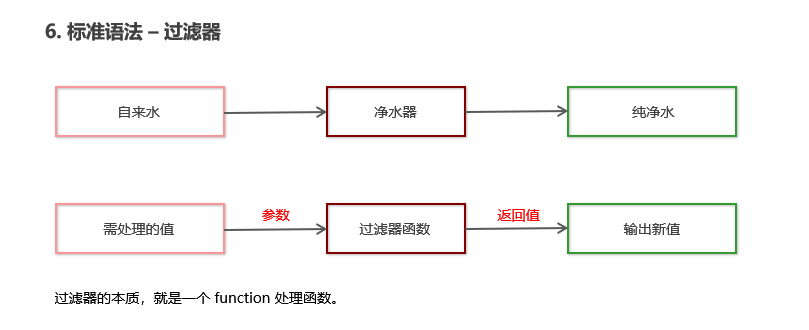 6. 标准语法 – 过滤器
自来水
净水器
纯净水
需处理的值
参数
过滤器函数
返回值
输出新值
过滤器的本质，就是一个 function 处理函数。